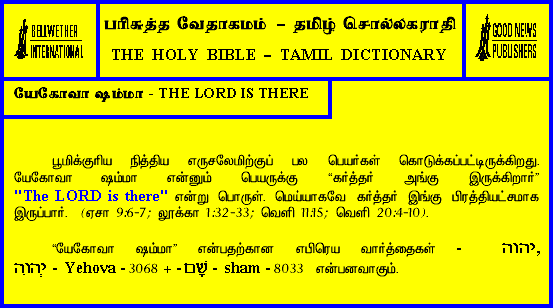 BELLWETHER
INTERNATIONAL
பரிசுத்த வேதாகமம் – தமிழ் சொல்லகராதி
THE HOLY BIBLE – TAMIL DICTIONARY
GOOD NEWS
PUBLISHERS
யேகோவா ஷம்மா - THE LORD IS THERE
பூமிக்குரிய நித்திய எருசலேமிற்குப் பல பெயர்கள் கொடுக்கப்பட்டிருக்கிறது.
யேகோவா ஷம்மா என்னும் பெயருக்கு “கர்த்தர் அங்கு இருக்கிறார்”
"The LORD is there" என்று பொருள். மெய்யாகவே கர்த்தர் இங்கு பிரத்தியட்சமாக
இருப்பார். (ஏசா 9:6-7; லூக்கா 1:32-33; வெளி 11:15; வெளி 20:4-10).
“யேகோவா ஷம்மா” என்பதற்கான எபிரெய வார்த்தைகள் - יהוה,
יְהוִֹה - Yehova - 3068 + -שָׁם - sham - 8033 என்பனவாகும்.